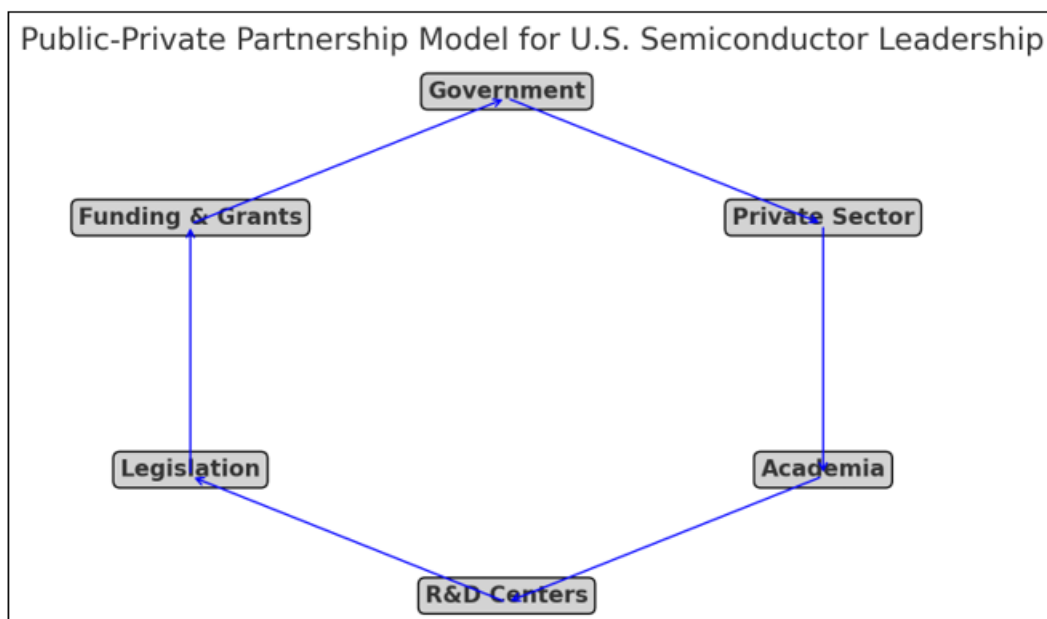 Public-Private Partnership Model for U.S. Semiconductor Leadership
Government
Funding & Grants
Private Sector
Legislation
Academia
R&D Centers